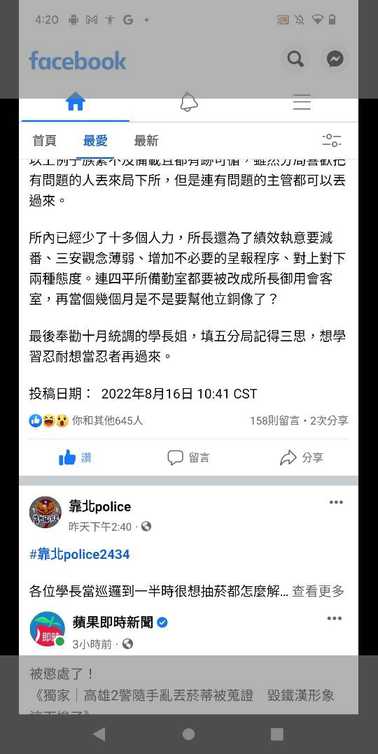 4:20
facebook
首頁 最愛 最新
以上例子族繁不及備載且都有跡可循，雖然分局喜歡把
有問題的人丟來局下所，但是連有問題的主管都可以丟
過來。
所內已經少了十多個人力，所長還為了績效執意要減
番、三安觀念薄弱、增加不必要的呈報程序、對上對下
兩種態度。連四平所備勤室都要被改成所長御用會客
室，再當個幾個月是不是要幫他立銅像了？
最後奉勸十月統調的學長姐，填五分局記得三思，想學
習忍耐想當忍者再過來。
投稿日期： 2022年8月16日 10:41 CST
你和其他645人 158則留言・2次分享
讚 留言 分享
靠北police
昨天下午2:40 ·
#靠北police2434
各位學長當巡邏到一半時很想抽菸都怎麼解... 查看更多
即時
蘋果即時新聞
3小時前 ·
被懲處了！
《獨家｜高雄2警隨手亂丟菸蒂被蒐證 毀鐵漢形象